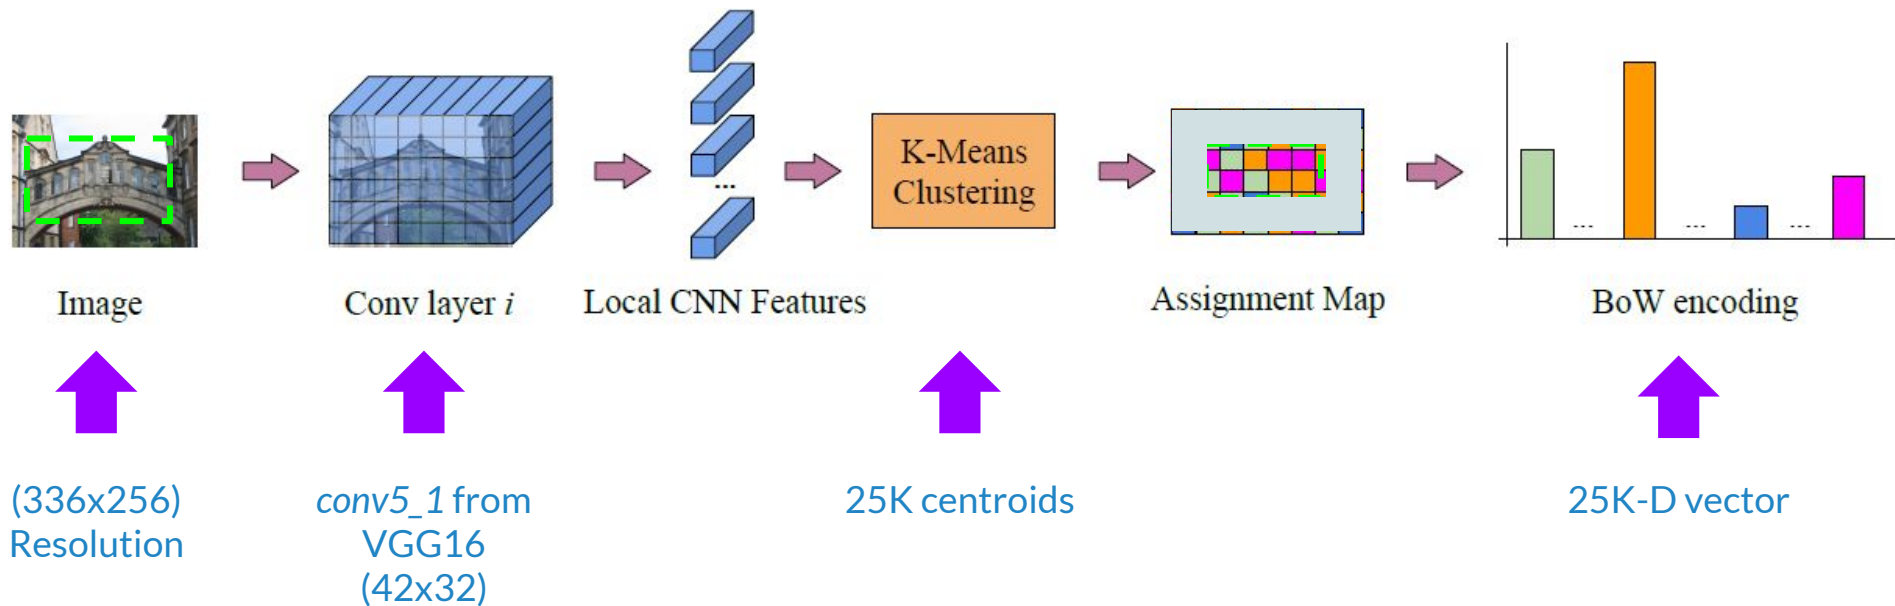 K-Means
Clustering
...
... ... ...
Image
Conv layer i
Local CNN Features
Assignment Map
BoW encoding
(336x256)
Resolution
conv5_1 from
VGG16
(42x32)
25K centroids
25K-D vector